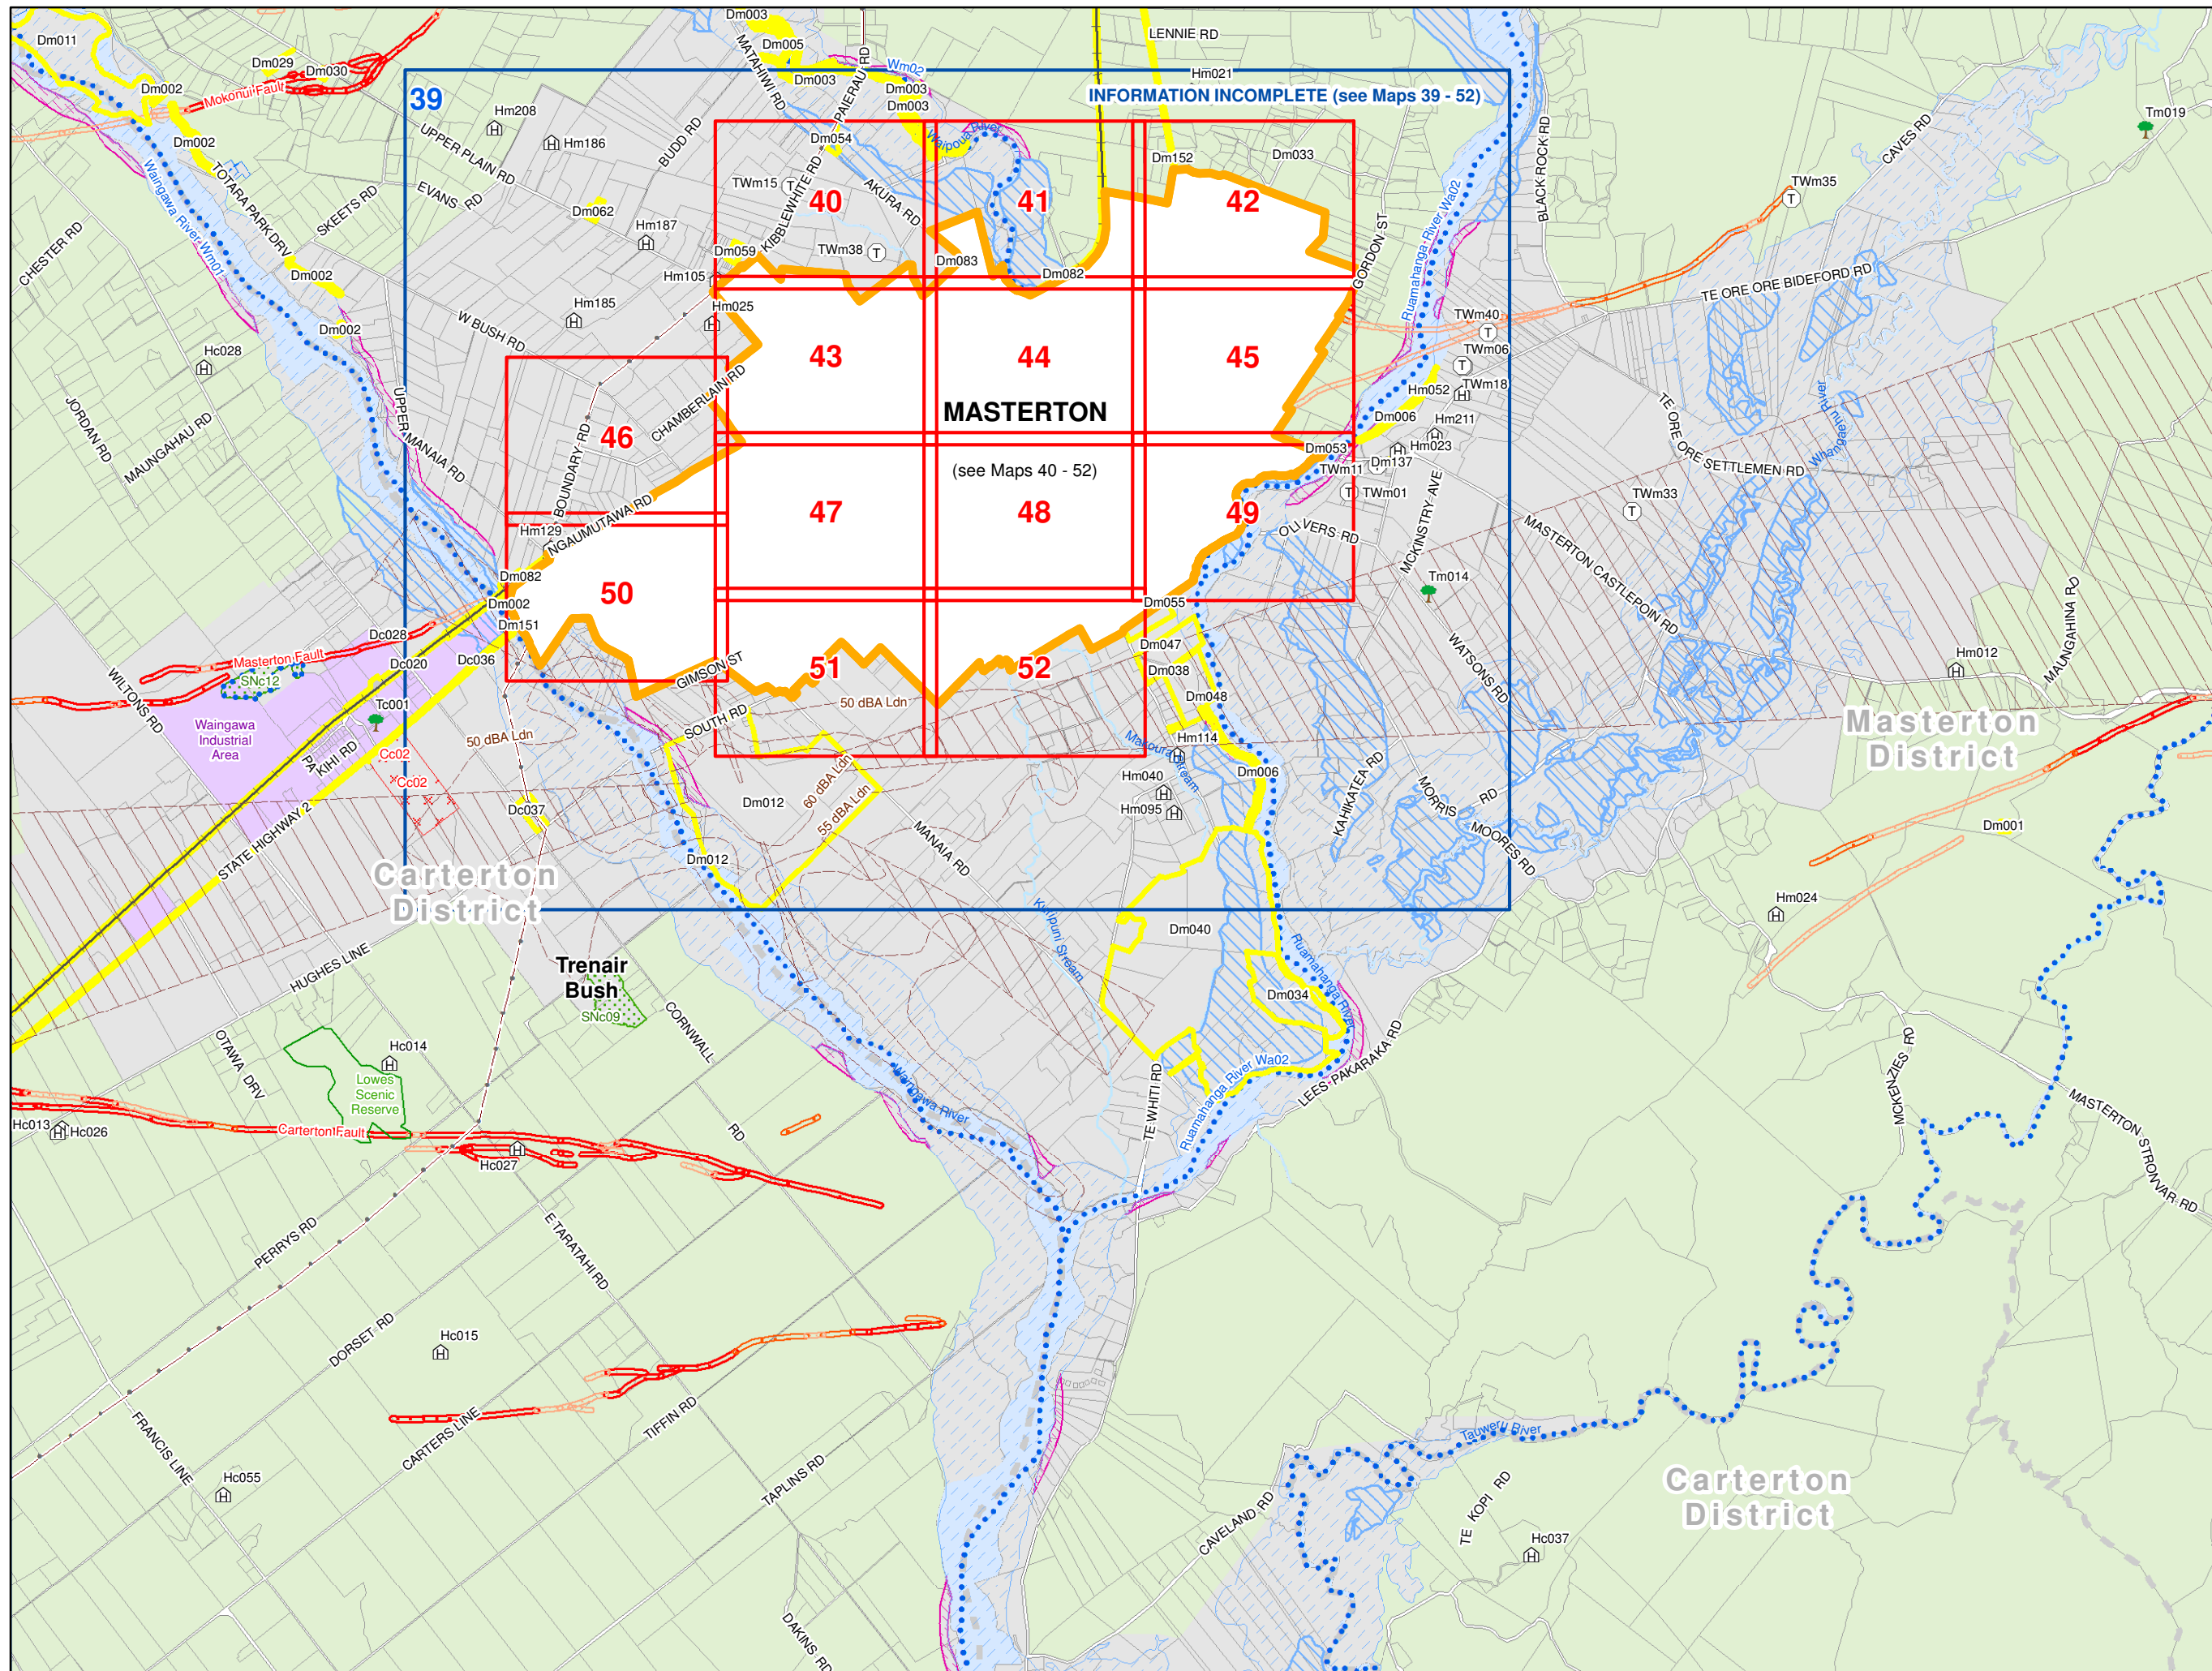 Dm003
LENNIE RD
Dm011
Dm005
MATAHIWI RD
PAIERAU RD
Dm029
Dm030
Wm02
Hm021
Dm003
Dm002
Mokonui Fault
39
Dm003
INFORMATION INCOMPLETE (see Maps 39 - 52)
Hm208
Dm003
Tm019
UPPER PLAIN RD
Hm186
BUDD RD
Dm054
Waipoua River
CAVES RD
Dm002
BLACK ROCK RD
Dm152
Dm033
TOTARA PARK DRV
Waingawa River Wm01
EVANS RD
SKEETS RD
TWm15
T
40
AKURA RD
41
42
Ruamahanga River Wa02
TWm35
T
Dm062
KIBBLEWHITE RD
Hm187
CHESTER RD
TWm38
T
Dm059
Dm083
GORDON ST
Dm002
Hm105
Dm082
TE ORE ORE BIDEFORD RD
Hm185
Hm025
TWm40
T
W BUSH RD
Dm002
Hc028
43
44
45
TWm06
T
CHAMBERLAIN RD
Hm052
TWm18
JORDAN RD
MASTERTON
Dm006
Hm211
TE ORE ORE SETTLEMEN RD
Whangaehu River
MAUNGAHAU RD
UPPER MANAIA RD
46
BOUNDARY RD
Dm053
Hm023
(see Maps 40 - 52)
TWm11
Dm137
T
TWm01
TWm33
T
MCKINSTRY AVE
47
48
49
OLIVERS RD
MASTERTON CASTLEPOIN RD
Hm129
NGAUMUTAWA RD
Dm082
50
Tm014
MAUNGAHINA RD
Dm002
Dm055
Dm151
Dc028
Masterton Fault
Dc020
Dc036
Dm047
WATSONS RD
SNc12
GIMSON ST
51
52
Dm038
Hm012
WILTONS RD
Tc001
50 dBA Ldn
Dm048
Waingawa
Industrial
Area
SOUTH RD
50 dBA Ldn
Masterton
District
PA
KIHI RD
Cc02
Hm114
Makoura Stream
Cc02
60 dBA Ldn
Hm040
Dm006
Dm012
55 dBA Ldn
Hm095
KAHIKATEA RD
MORRIS RD
Dc037
Dm001
STATE HIGHWAY 2
MANAIA RD
MOORES RD
Carterton
District
Dm012
Hm024
Kuripuni Stream
Dm040
HUGHES LINE
Trenair
Bush
Ruamahanga River
SNc09
Dm034
CORNWALL
RD
OTAWA DRV
Hc014
Lowes
Scenic
Reserve
Waingawa River
Ruamahanga River Wa02
LEES PAKARAKA RD
TE WHITI RD
MCKENZIES RD
MASTERTON STRONVAR RD
Hc013
Hc026
Carterton Fault
Hc027
PERRYS RD
E TARATAHI RD
DORSET RD
Hc015
FRANCIS LINE
CARTERS LINE
TIFFIN RD
Tauweru River
Hc055
TAPLINS RD
Carterton
District
CAVELAND RD
TE KOPI RD
Hc037
DAKINS RD